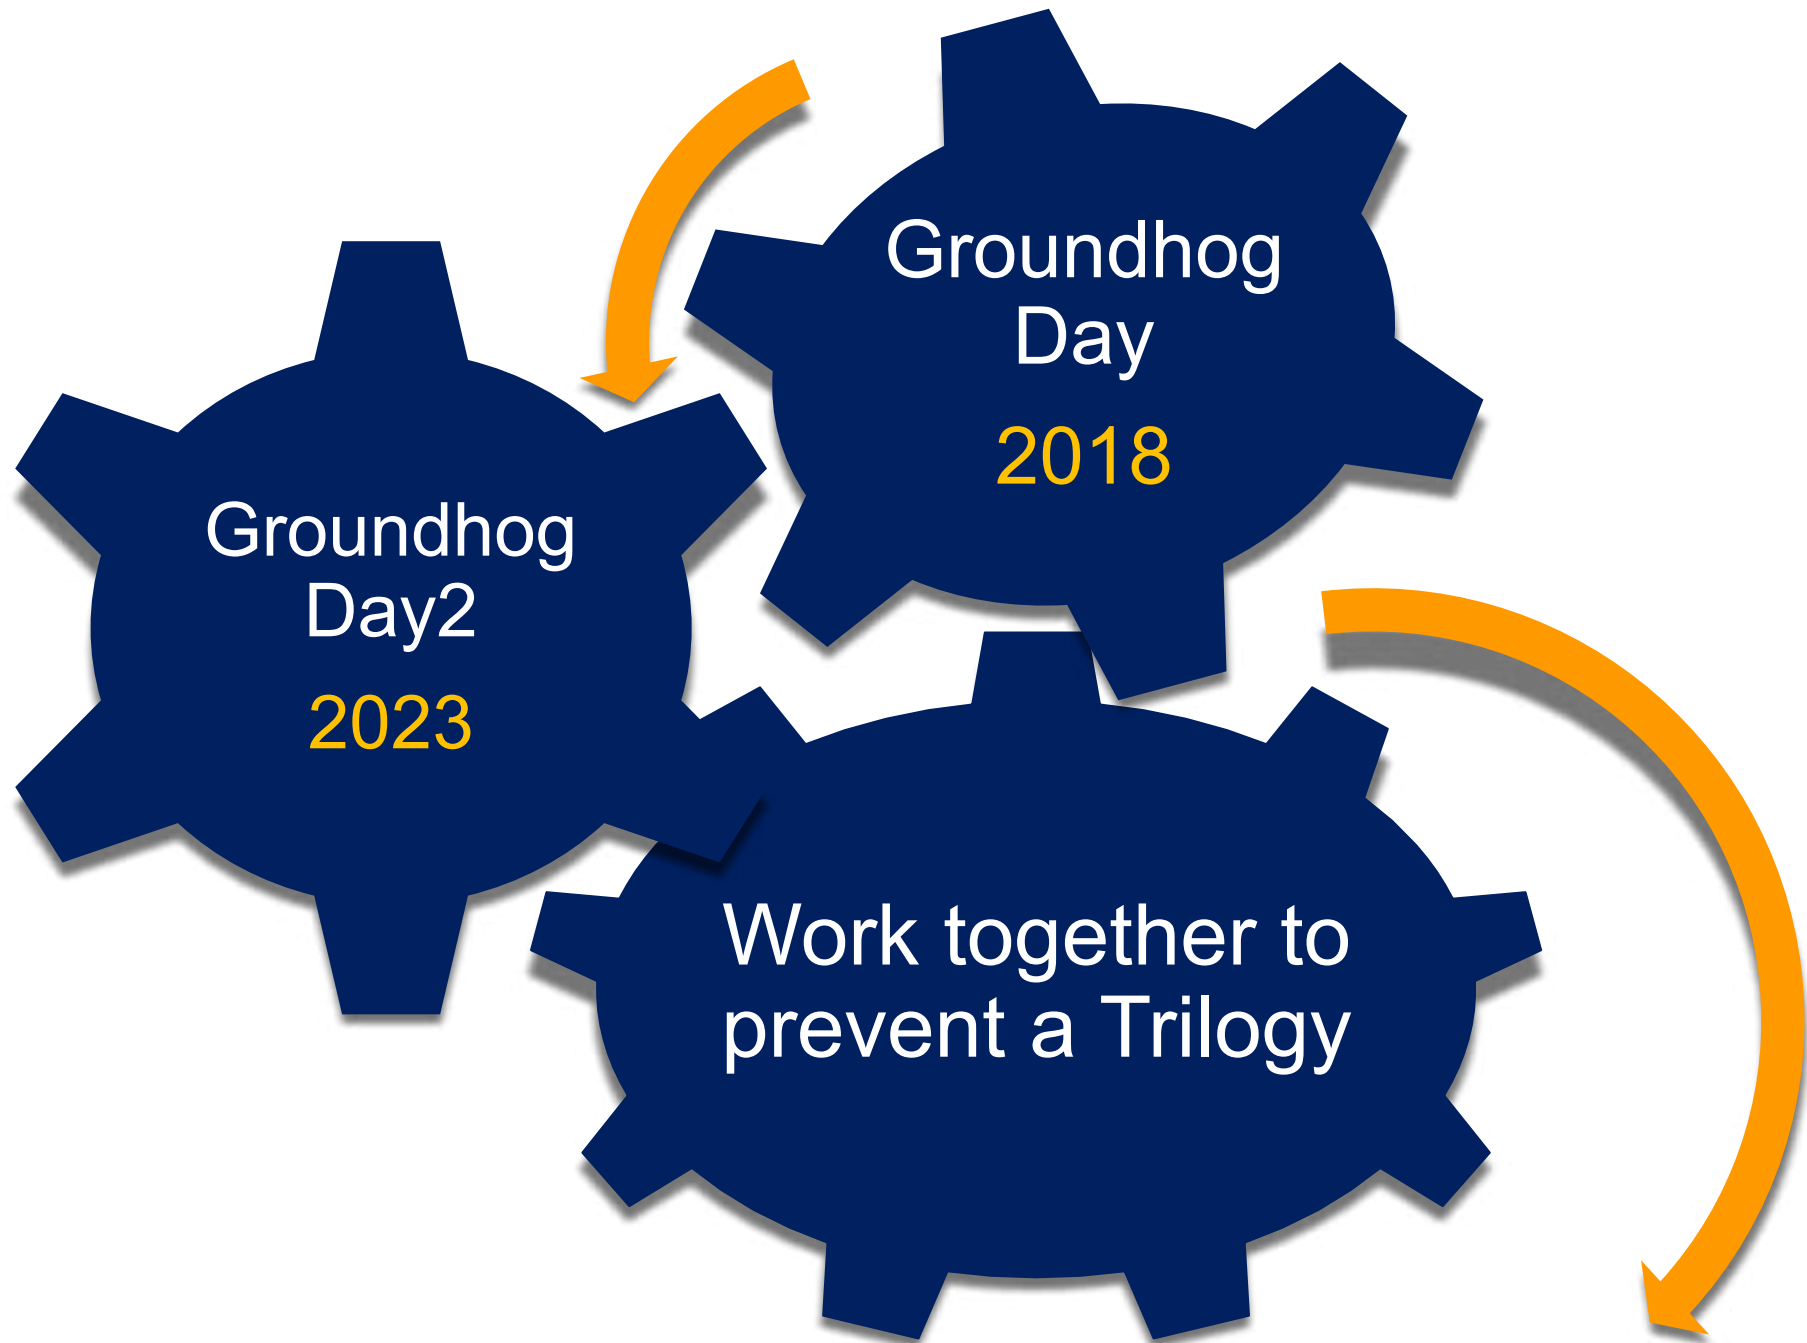 Groundhog
Day
2018
Groundhog
Day2
2023
Work together to
prevent a Trilogy